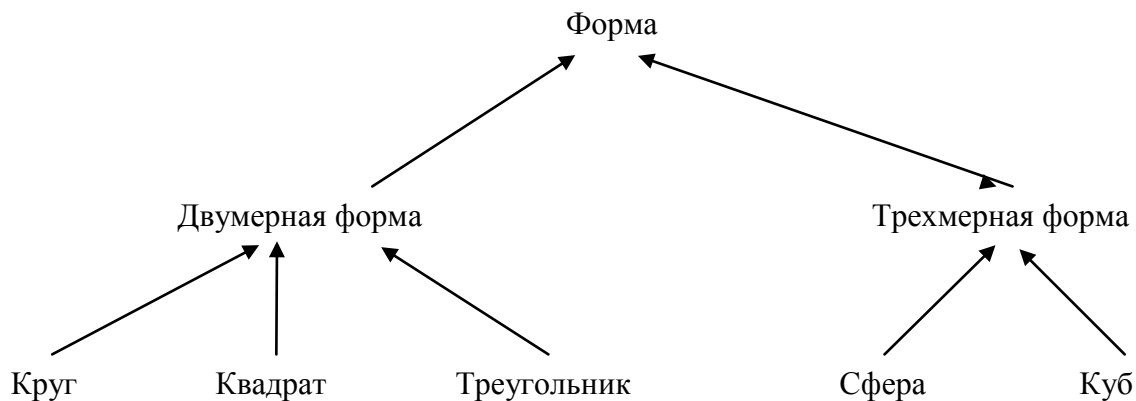 Форма
Двумерная форма Трехмерная форма
Круг Квадрат Треугольник Сфера Куб